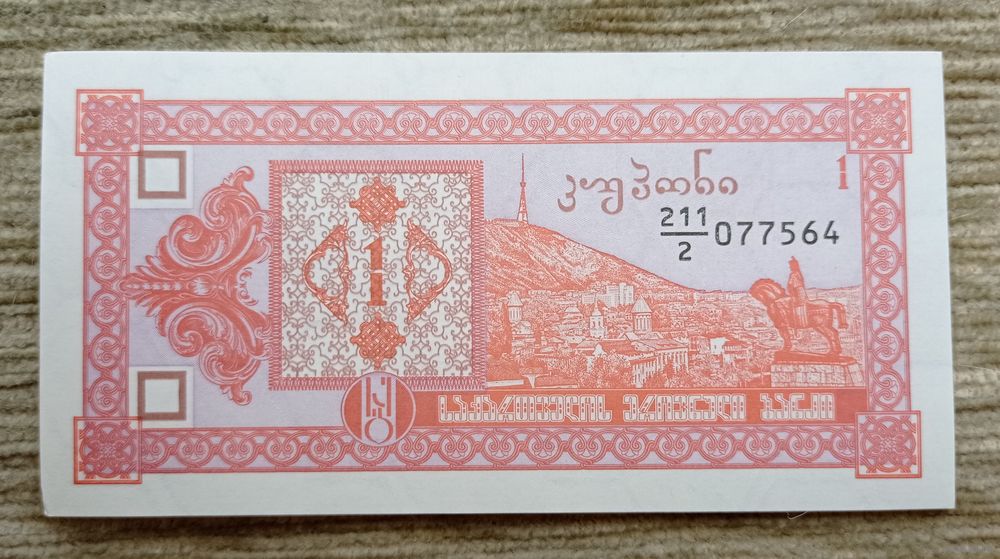 კუპონი
1
211/2 077564
1
საქართველოს ეროვნული ბანკი